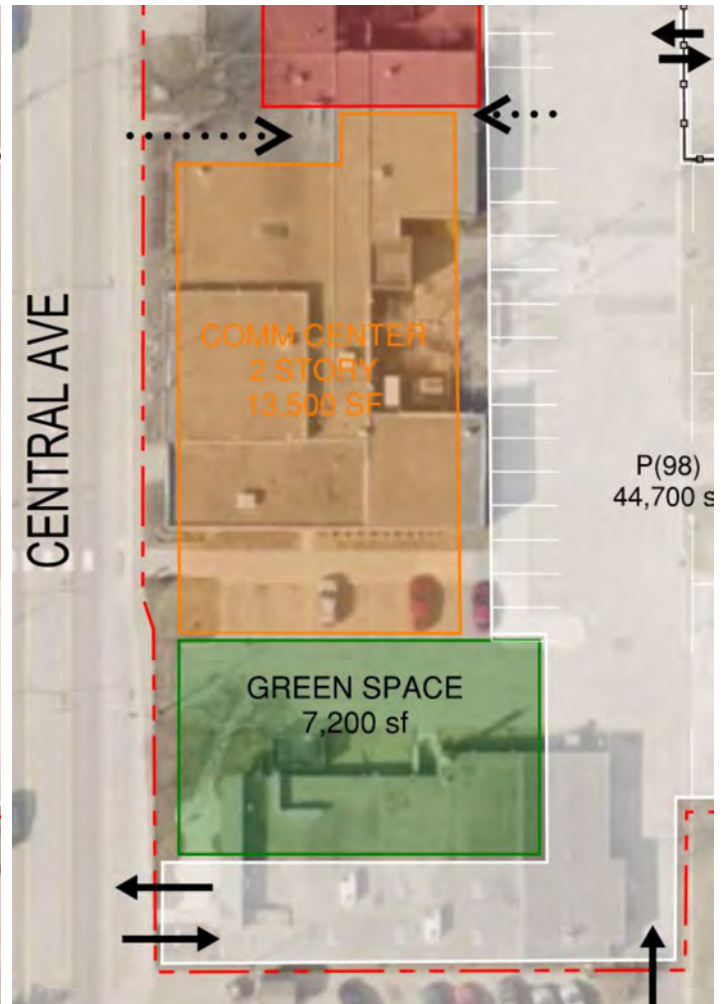 CENTRAL AVE
COMM CENTER
2 STORY
13,500 SF
P(98)
44,700 s
GREEN SPACE
7,200 sf